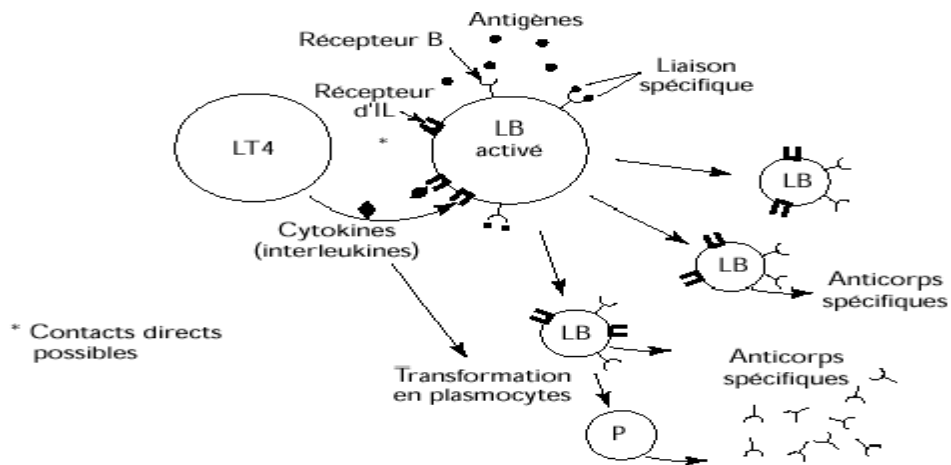 Antigènes
Récepteur B
Liaison
spécifique
Récepteur
d'IL
LT4
*
LB
activé
LB
Cytokines
(interleukines)
LB
Anticorps
spécifiques
* Contacts directs
possibles
LB
Transformation
en plasmocytes
Anticorps
spécifiques
P